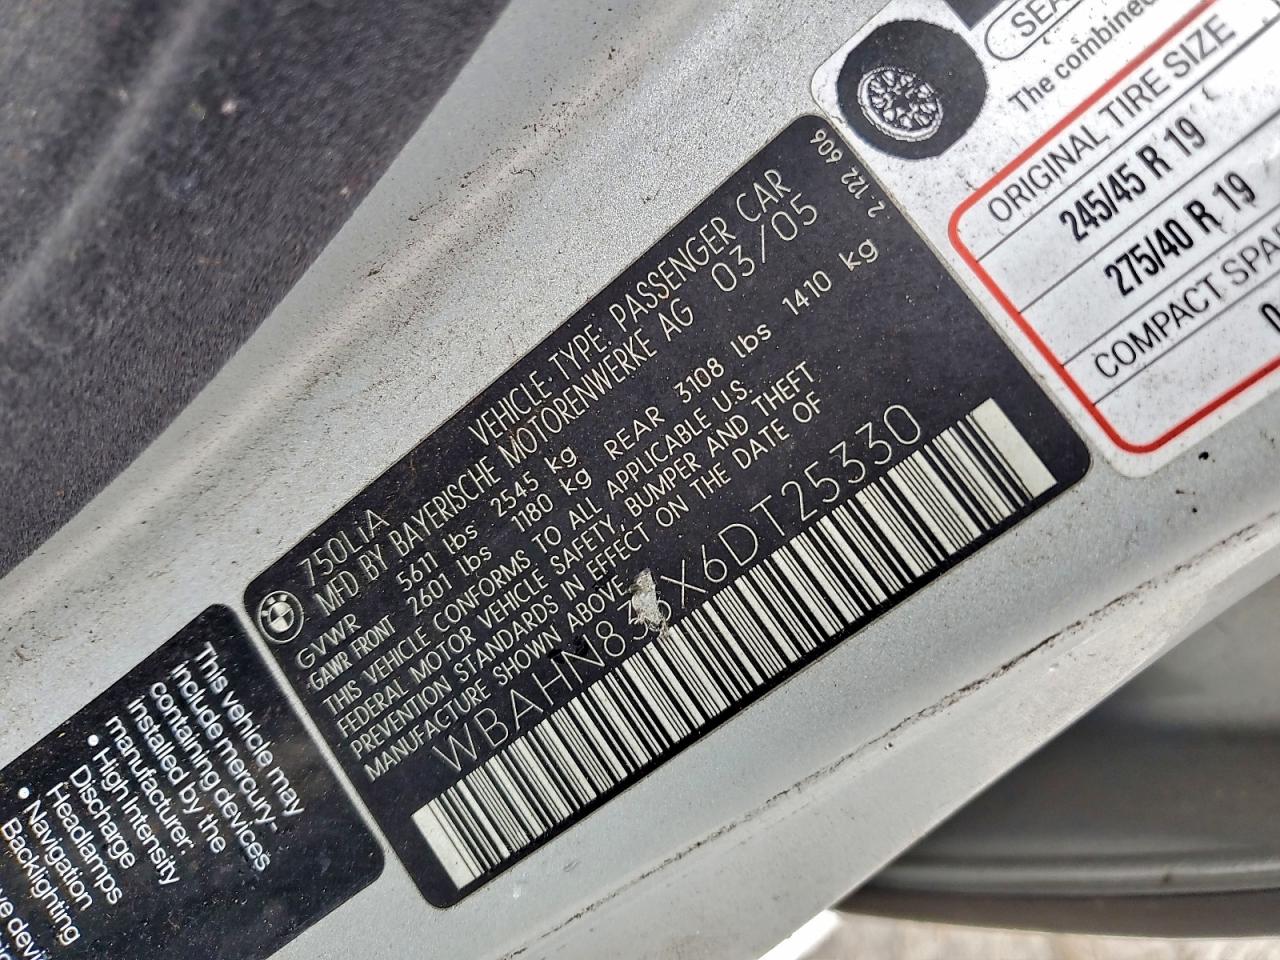 SEA
The combined
ORIGINAL TIRE SIZE
245/45 R 19
275/40 R 19
COMPACT SPA
0
2 122 606
750LiA VEHICLE TYPE: PASSENGER CAR
MFD BY BAYERISCHE MOTORENWERKE AG 03/05
GVWR 5611 lbs 2545 kg
GAWR FRONT 2601 lbs 1180 kg REAR 3108 lbs 1410 kg
THIS VEHICLE CONFORMS TO ALL APPLICABLE U.S.
FEDERAL MOTOR VEHICLE SAFETY, BUMPER AND THEFT
PREVENTION STANDARDS IN EFFECT ON THE DATE OF
MANUFACTURE SHOWN ABOVE
WBAHN835X6DT25330
This vehicle may
include mercury-
containing devices
installed by the
manufacturer:
• High Intensity
Discharge
Headlamps
• Navigation
Backlighting